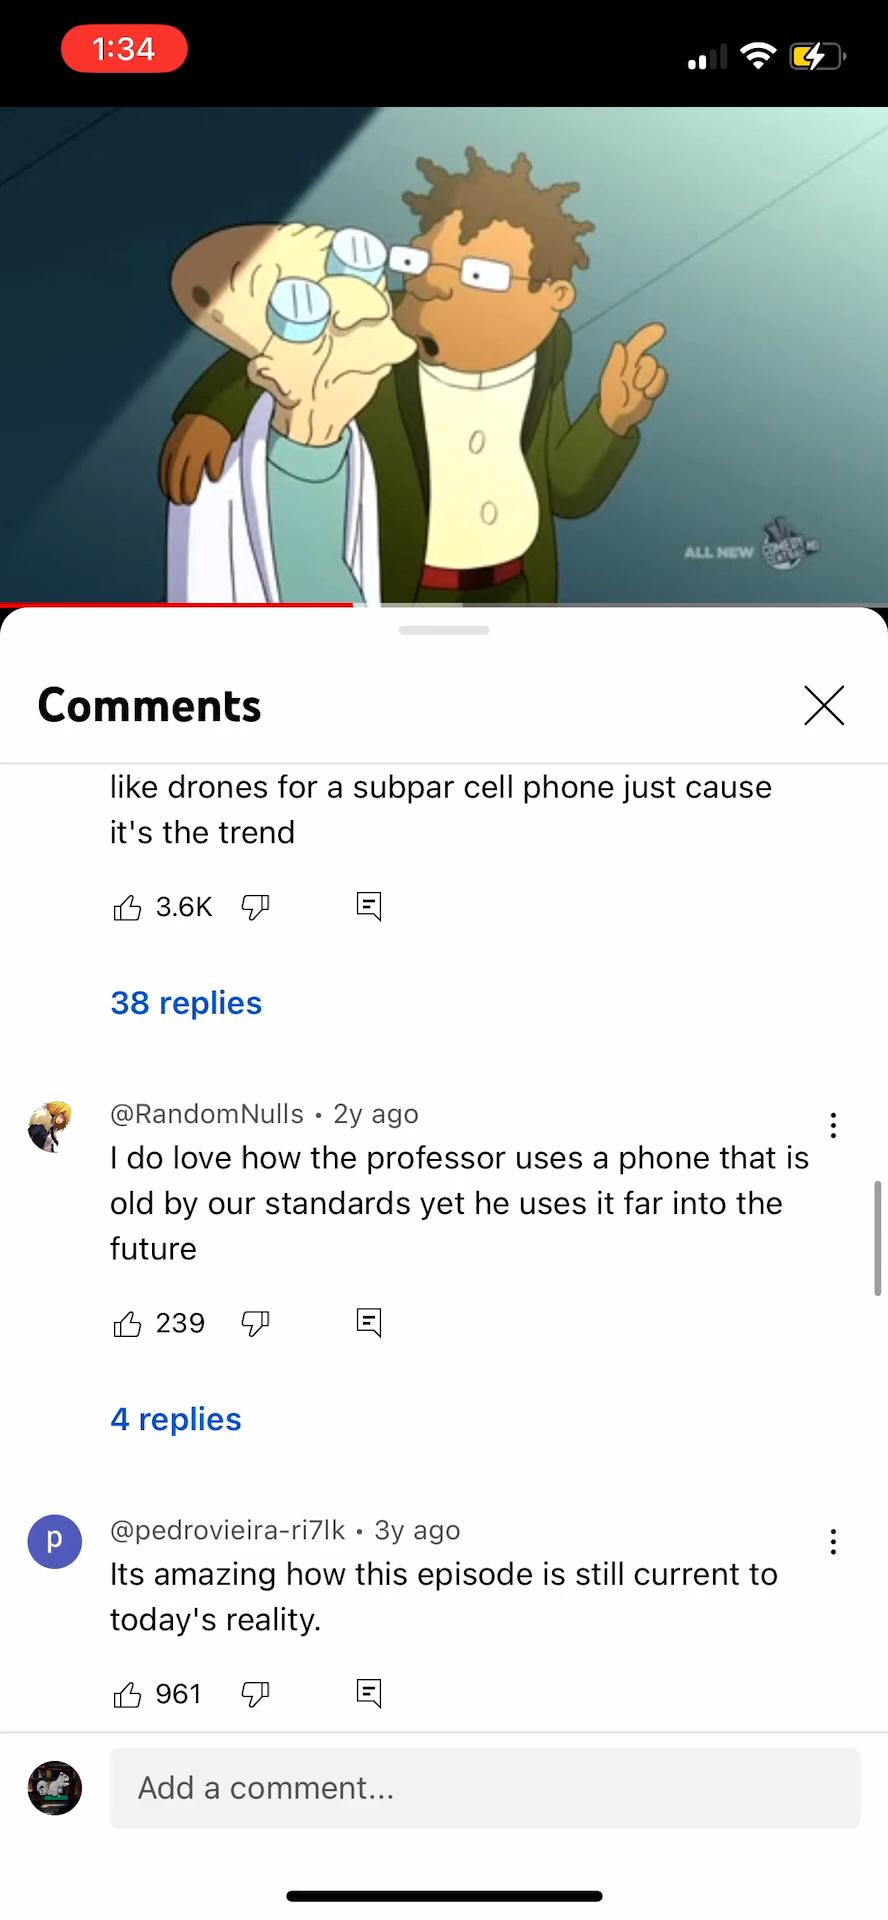 1:34
ALL NEW
COMEDY
CENTRAL
HD
Comments
like drones for a subpar cell phone just cause
it's the trend
3.6K
38 replies
@RandomNulls • 2y ago
I do love how the professor uses a phone that is
old by our standards yet he uses it far into the
future
239
4 replies
p
@pedrovieira-ri7lk • 3y ago
Its amazing how this episode is still current to
today's reality.
961
Add a comment...